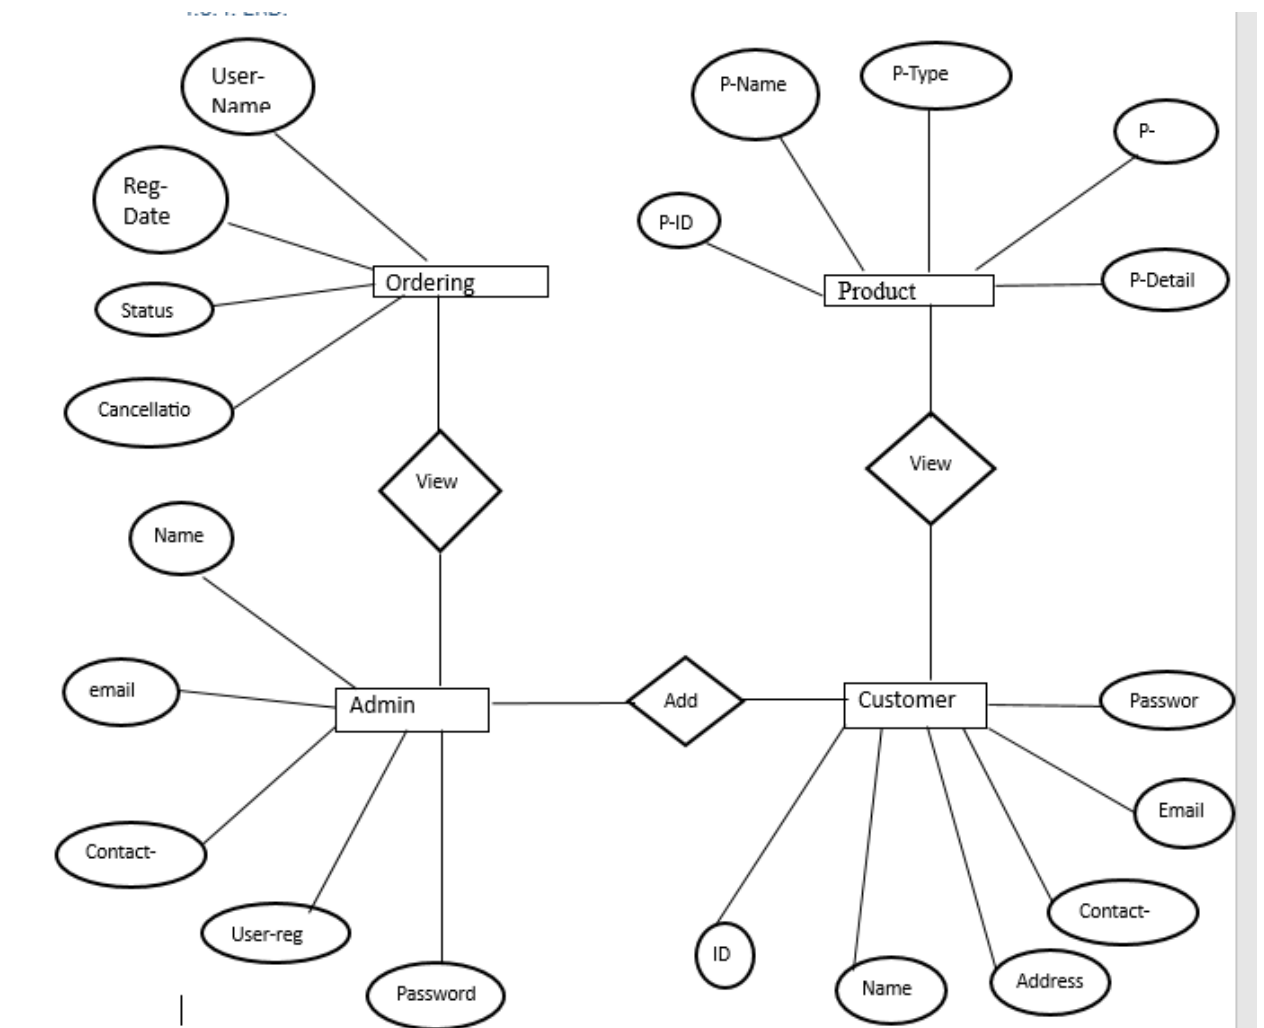 User-
Name
P-Name
P-Type
P-
Reg-
Date
P-ID
Ordering
Product
P-Detail
Status
Cancellatio
View
View
Name
email
Admin
Add
Customer
Passwor
Email
Contact-
User-reg
Password
ID
Name
Address
Contact-